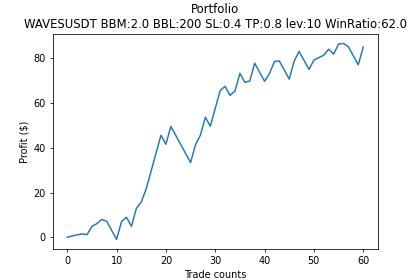 Portfolio
WAVESUSDT BBM:2.0 BBL:200 SL:0.4 TP:0.8 lev:10 WinRatio:62.0
80
60
40
20
0
Profit ($)
0 10 20 30 40 50 60
Trade counts